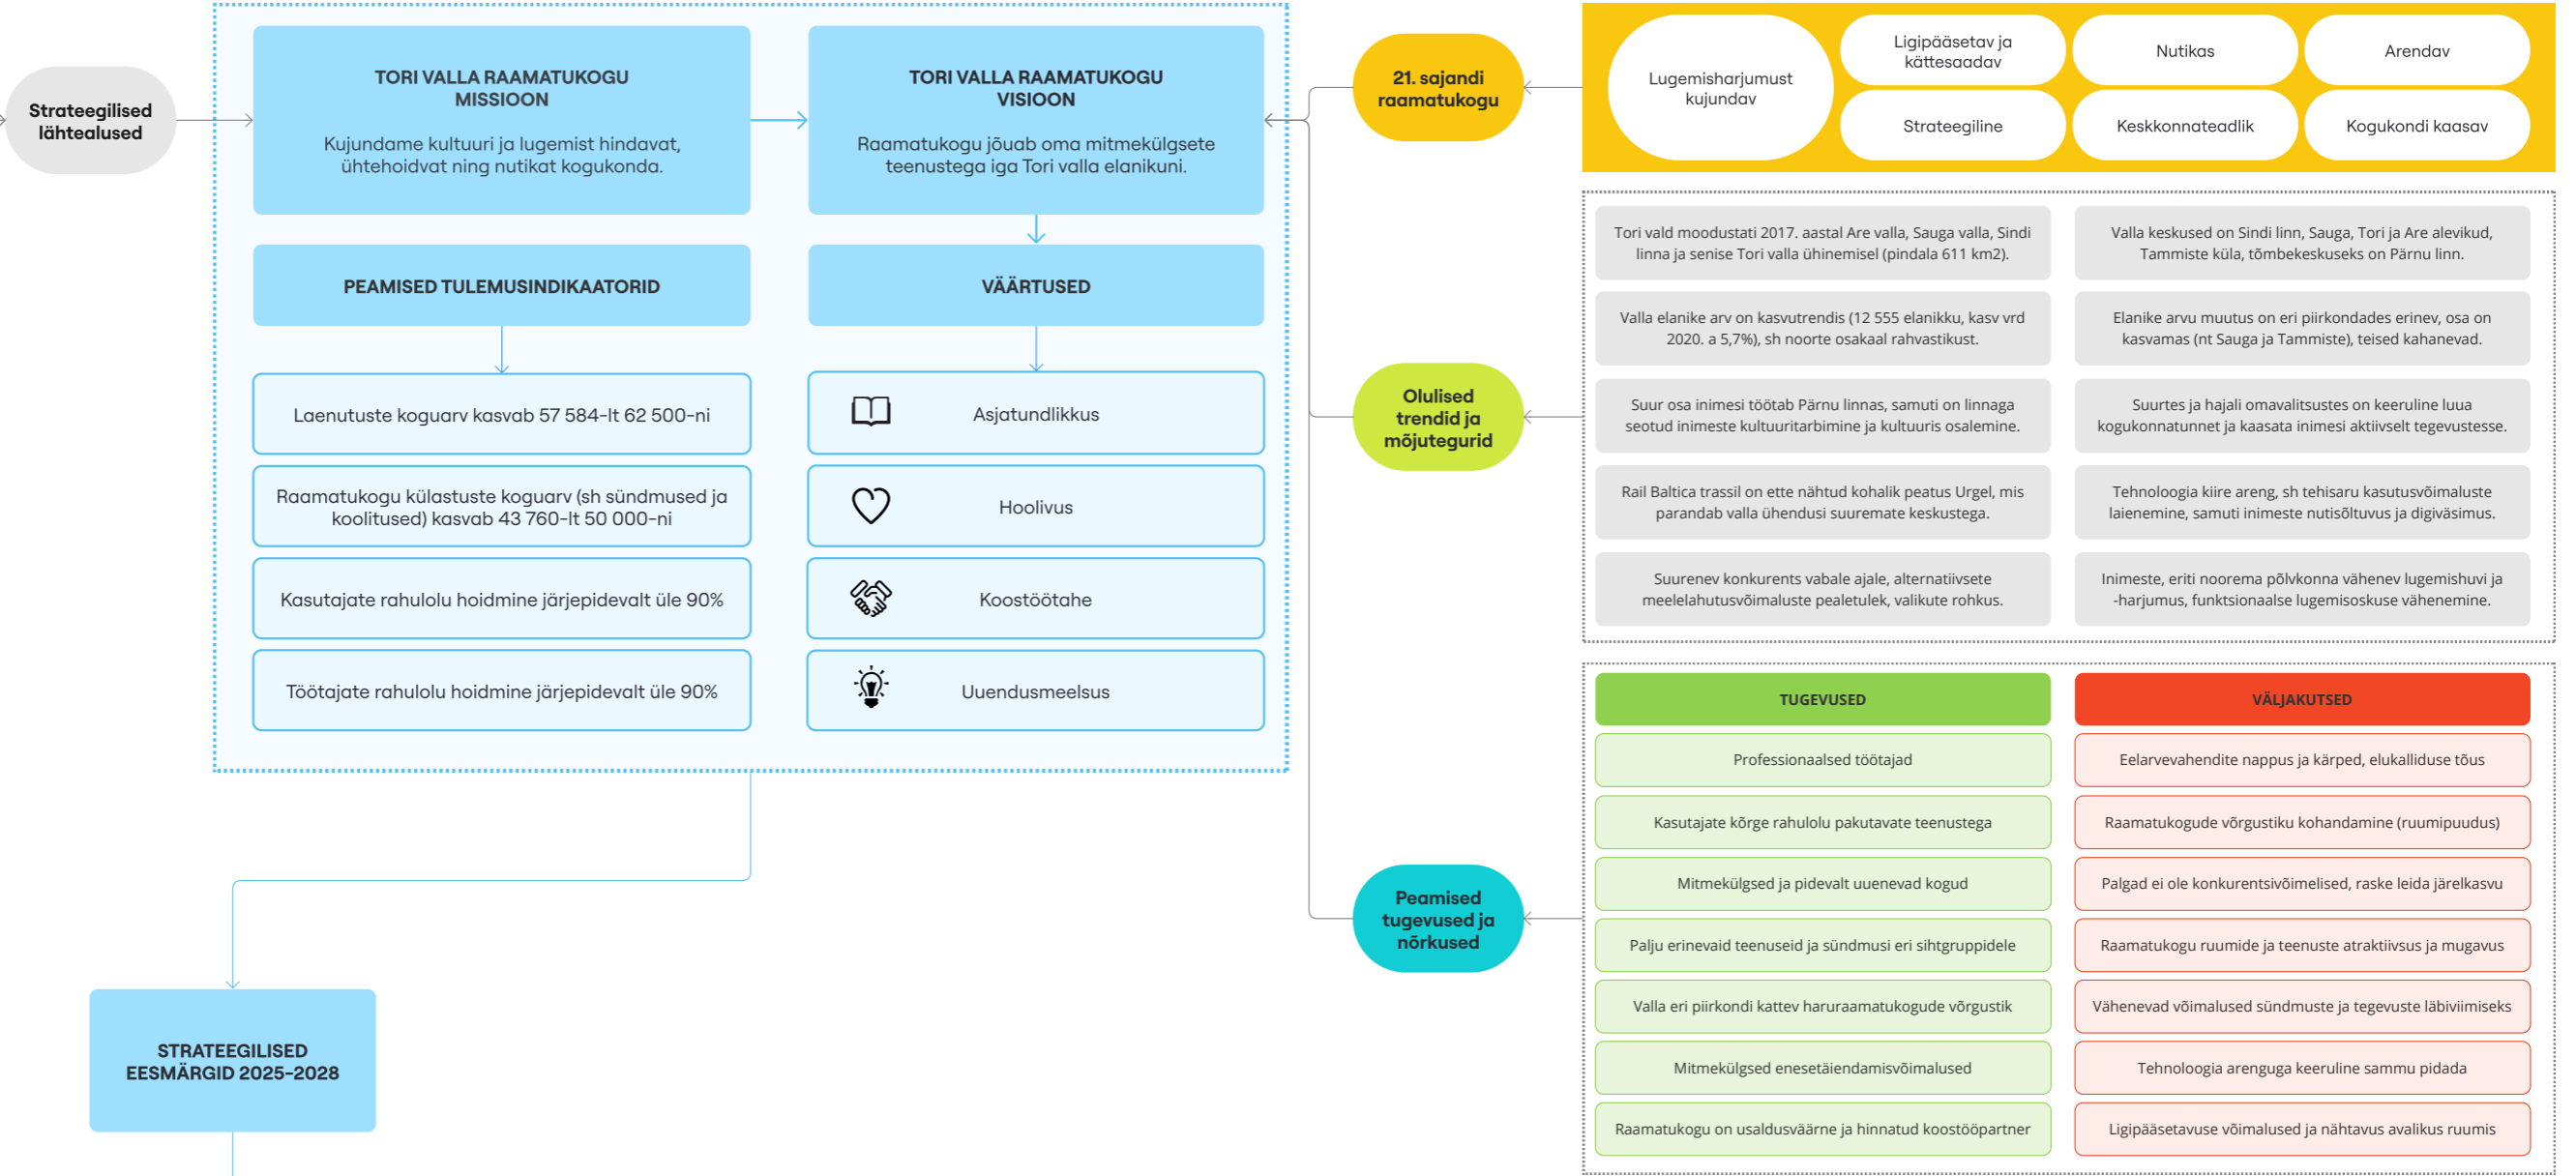 Strateegilised
lähtealused
TORI VALLA RAAMATUKOGU
MISSIOON
Kujundame kultuuri ja lugemist hindavat,
ühtehoidvat ning nutikat kogukonda.
TORI VALLA RAAMATUKOGU
VISIOON
Raamatukogu jõuab oma mitmekülgsete
teenustega iga Tori valla elanikuni.
PEAMISED TULEMUSINDIKAATORID
Laenutuste koguarv kasvab 57 584-lt 62 500-ni
Raamatukogu külastuste koguarv (sh sündmused ja
koolitused) kasvab 43 760-lt 50 000-ni
Kasutajate rahulolu hoidmine järjepidevalt üle 90%
Töötajate rahulolu hoidmine järjepidevalt üle 90%
VÄÄRTUSED
Asjatundlikkus
Hoolivus
Koostöötahe
Uuendusmeelsus
STRATEEGILISED
EESMÄRGID 2025-2028
21. sajandi
raamatukogu
Lugemisharjumust
kujundav
Ligipääsetav ja
kättesaadav
Nutikas
Arendav
Strateegiline
Keskkonnateadlik
Kogukondi kaasav
Olulised
trendid ja
mõjutegurid
Tori vald moodustati 2017. aastal Are valla, Sauga valla, Sindi
linna ja senise Tori valla ühinemisel (pindala 611 km2).
Valla keskused on Sindi linn, Sauga, Tori ja Are alevikud,
Tammiste küla, tõmbekeskuseks on Pärnu linn.
Valla elanike arv on kasvutrendis (12 555 elanikku, kasv vrd
2020. a 5,7%), sh noorte osakaal rahvastikust.
Elanike arvu muutus on eri piirkondades erinev, osa on
kasvamas (nt Sauga ja Tammiste), teised kahanevad.
Suur osa inimesi töötab Pärnu linnas, samuti on linnaga
seotud inimeste kultuuritarbimine ja kultuuris osalemine.
Suurtes ja hajali omavalitsustes on keeruline luua
kogukonnatunnet ja kaasata inimesi aktiivselt tegevustesse.
Rail Baltica trassil on ette nähtud kohalik peatus Urgel, mis
parandab valla ühendusi suuremate keskustega.
Tehnoloogia kiire areng, sh tehisaru kasutusvõimaluste
laienemine, samuti inimeste nutisõltuvus ja digiväsimus.
Suurenev konkurents vabale ajale, alternatiivsete
meelelahutusvõimaluste pealetulek, valikute rohkus.
Inimeste, eriti noorema põlvkonna vähenev lugemishuvi ja
-harjumus, funktsionaalse lugemisoskuse vähenemine.
Peamised
tugevused ja
nõrkused
TUGEVUSED
Professionaalsed töötajad
Kasutajate kõrge rahulolu pakutavate teenustega
Mitmekülgsed ja pidevalt uuenevad kogud
Palju erinevaid teenuseid ja sündmusi eri sihtgruppidele
Valla eri piirkondi kattev haruraamatukogude võrgustik
Mitmekülgsed enesetäiendamisvõimalused
Raamatukogu on usaldusväärne ja hinnatud koostööpartner
VÄLJAKUTSED
Eelarvevahendite nappus ja kärped, elukalliduse tõus
Raamatukogude võrgustiku kohandamine (ruumipuudus)
Palgad ei ole konkurentsivõimelised, raske leida järelkasvu
Raamatukogu ruumide ja teenuste atraktiivsus ja mugavus
Vähenevad võimalused sündmuste ja tegevuste läbiviimiseks
Tehnoloogia arenguga keeruline sammu pidada
Ligipääsetavuse võimalused ja nähtavus avalikus ruumis